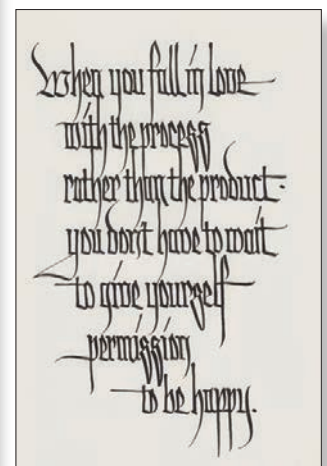 When you fall in love
with the process
rather than the product.
you don't have to wait
to give yourself
permission
to be happy.